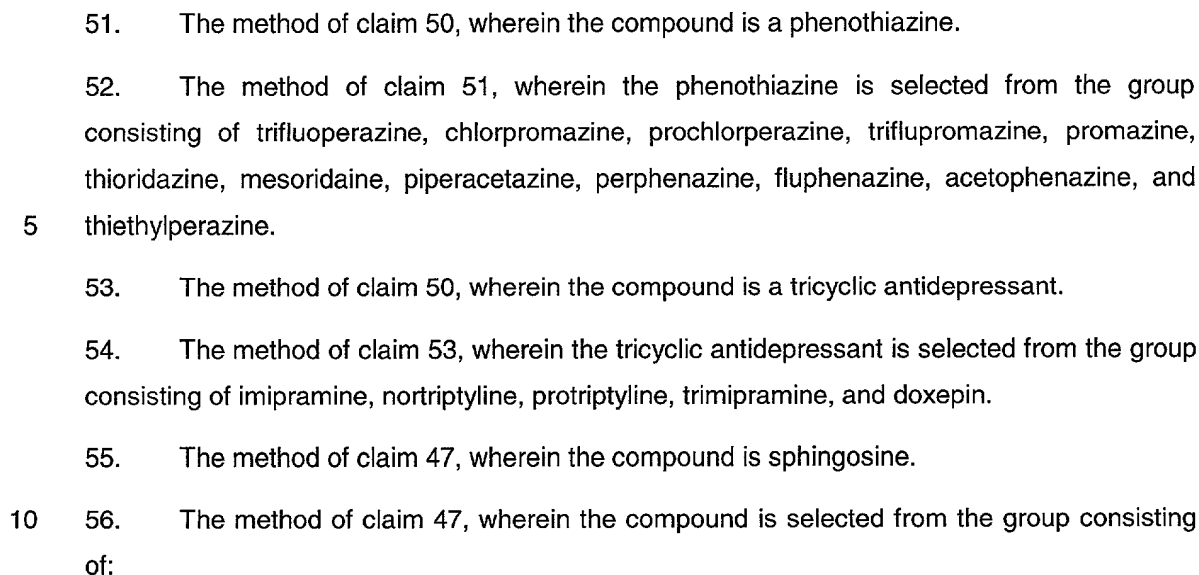 51. The method of claim 50, wherein the compound is a phenothiazine.
52. The method of claim 51, wherein the phenothiazine is selected from the group
consisting of trifluoperazine, chlorpromazine, prochlorperazine, triflupromazine, promazine,
thioridazine, mesoridaine, piperacetazine, perphenazine, fluphenazine, acetophenazine, and
5 thiethylperazine.
53. The method of claim 50, wherein the compound is a tricyclic antidepressant.
54. The method of claim 53, wherein the tricyclic antidepressant is selected from the group
consisting of imipramine, nortriptyline, protriptyline, trimipramine, and doxepin.
55. The method of claim 47, wherein the compound is sphingosine.
10 56. The method of claim 47, wherein the compound is selected from the group consisting
of: